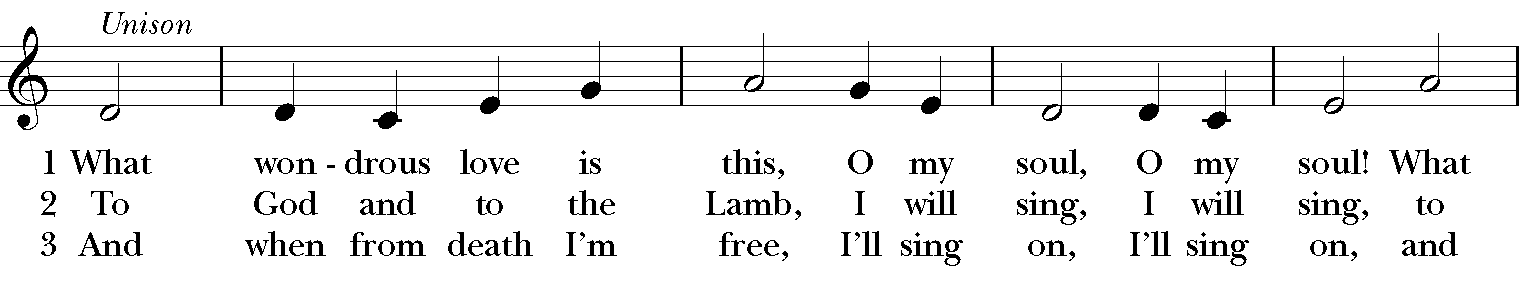 Unison
1 What won - drous love is this, O my soul, O my soul! What
2 To God and to the Lamb, I will sing, I will sing, to
3 And when from death I'm free, I'll sing on, I'll sing on, and